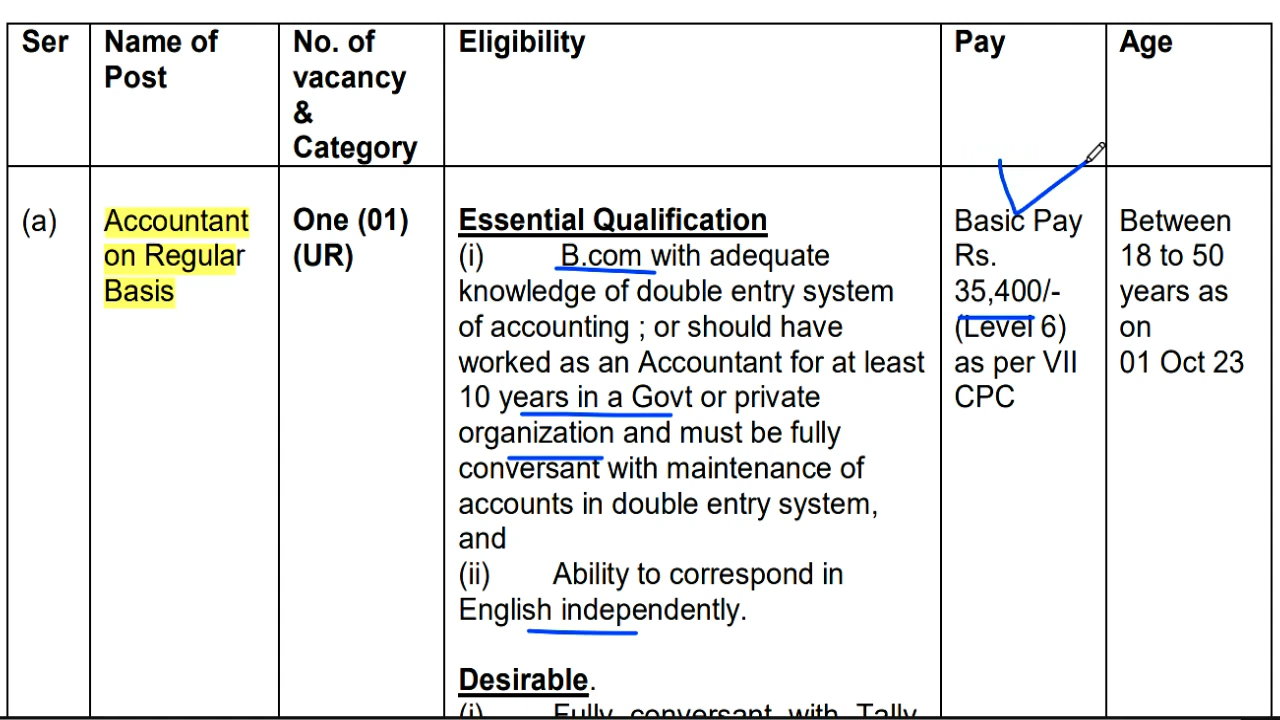 Ser
Name of
Post
No. of
vacancy
&
Category
Eligibility
Pay
Age
(a)
Accountant
on Regular
Basis
One (01)
(UR)
Essential Qualification
(i) B.com with adequate
knowledge of double entry system
of accounting ; or should have
worked as an Accountant for at least
10 years in a Govt or private
organization and must be fully
conversant with maintenance of
accounts in double entry system,
and
(ii) Ability to correspond in
English independently.
Desirable.
(i) Fully conversant with Tally
Basic Pay
Rs.
35,400/-
(Level 6)
as per VII
CPC
Between
18 to 50
years as
on
01 Oct 23